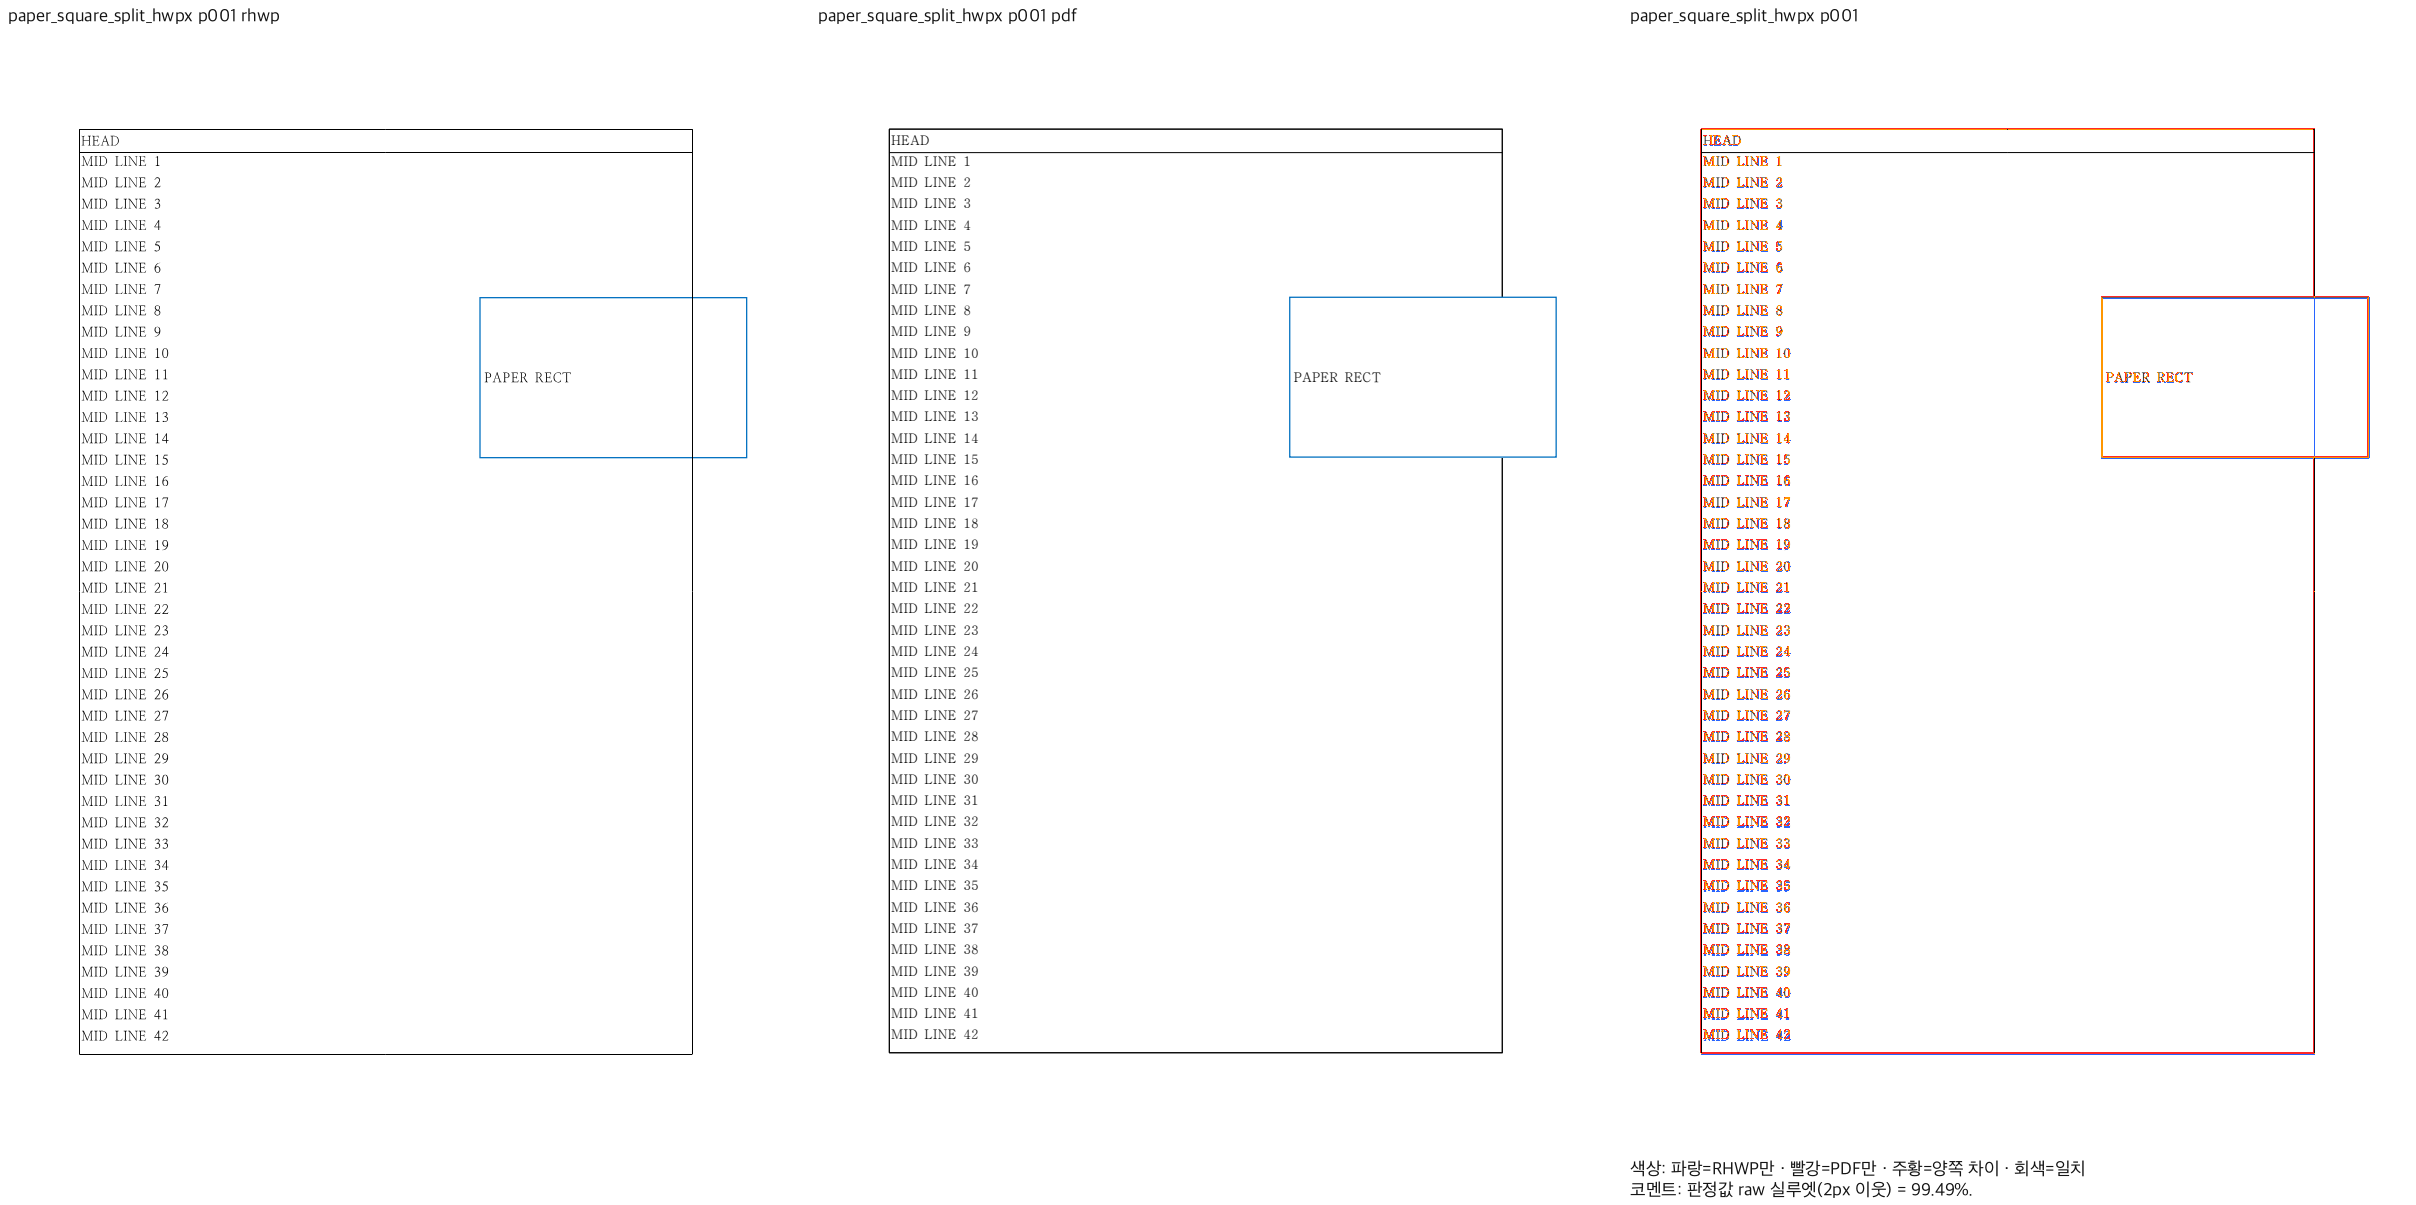 paper_square_split_hwpx p001 rhwp
HEAD
MID LINE 1
MID LINE 2
MID LINE 3
MID LINE 4
MID LINE 5
MID LINE 6
MID LINE 7
MID LINE 8
MID LINE 9
MID LINE 10
MID LINE 11
MID LINE 12
MID LINE 13
MID LINE 14
MID LINE 15
MID LINE 16
MID LINE 17
MID LINE 18
MID LINE 19
MID LINE 20
MID LINE 21
MID LINE 22
MID LINE 23
MID LINE 24
MID LINE 25
MID LINE 26
MID LINE 27
MID LINE 28
MID LINE 29
MID LINE 30
MID LINE 31
MID LINE 32
MID LINE 33
MID LINE 34
MID LINE 35
MID LINE 36
MID LINE 37
MID LINE 38
MID LINE 39
MID LINE 40
MID LINE 41
MID LINE 42
PAPER RECT
paper_square_split_hwpx p001 pdf
HEAD
MID LINE 1
MID LINE 2
MID LINE 3
MID LINE 4
MID LINE 5
MID LINE 6
MID LINE 7
MID LINE 8
MID LINE 9
MID LINE 10
MID LINE 11
MID LINE 12
MID LINE 13
MID LINE 14
MID LINE 15
MID LINE 16
MID LINE 17
MID LINE 18
MID LINE 19
MID LINE 20
MID LINE 21
MID LINE 22
MID LINE 23
MID LINE 24
MID LINE 25
MID LINE 26
MID LINE 27
MID LINE 28
MID LINE 29
MID LINE 30
MID LINE 31
MID LINE 32
MID LINE 33
MID LINE 34
MID LINE 35
MID LINE 36
MID LINE 37
MID LINE 38
MID LINE 39
MID LINE 40
MID LINE 41
MID LINE 42
PAPER RECT
paper_square_split_hwpx p001
HEAD
MID LINE 1
MID LINE 2
MID LINE 3
MID LINE 4
MID LINE 5
MID LINE 6
MID LINE 7
MID LINE 8
MID LINE 9
MID LINE 10
MID LINE 11
MID LINE 12
MID LINE 13
MID LINE 14
MID LINE 15
MID LINE 16
MID LINE 17
MID LINE 18
MID LINE 19
MID LINE 20
MID LINE 21
MID LINE 22
MID LINE 23
MID LINE 24
MID LINE 25
MID LINE 26
MID LINE 27
MID LINE 28
MID LINE 29
MID LINE 30
MID LINE 31
MID LINE 32
MID LINE 33
MID LINE 34
MID LINE 35
MID LINE 36
MID LINE 37
MID LINE 38
MID LINE 39
MID LINE 40
MID LINE 41
MID LINE 42
PAPER RECT
색상: 파랑=RHWP만 · 빨강=PDF만 · 주황=양쪽 차이 · 회색=일치
코멘트: 판정값 raw 실루엣(2px 이웃) = 99.49%.